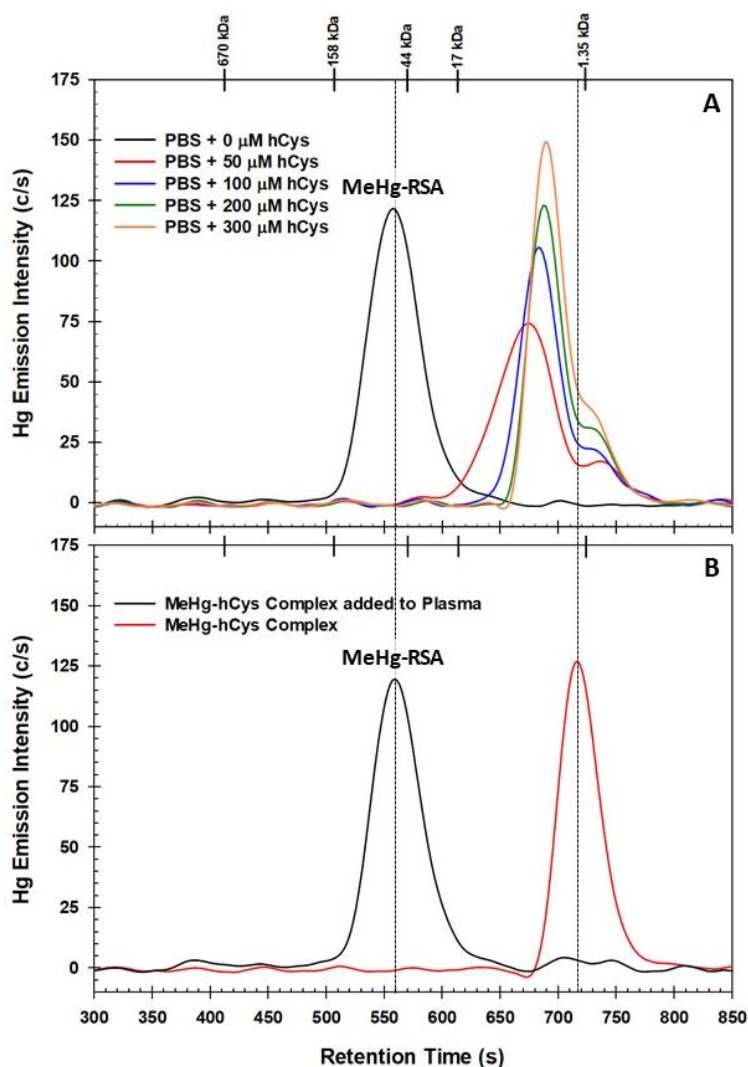 670 kDa
158 kDa
44 kDa
17 kDa
1.35 kDa
175
150
125
100
75
50
25
0
Hg Emission Intensity (c/s)
A
PBS + 0 µM hCys
PBS + 50 µM hCys
PBS + 100 µM hCys
PBS + 200 µM hCys
PBS + 300 µM hCys
MeHg-RSA
175
150
125
100
75
50
25
0
Hg Emission Intensity (c/s)
B
MeHg-hCys Complex added to Plasma
MeHg-hCys Complex
MeHg-RSA
300 350 400 450 500 550 600 650 700 750 800 850
Retention Time (s)